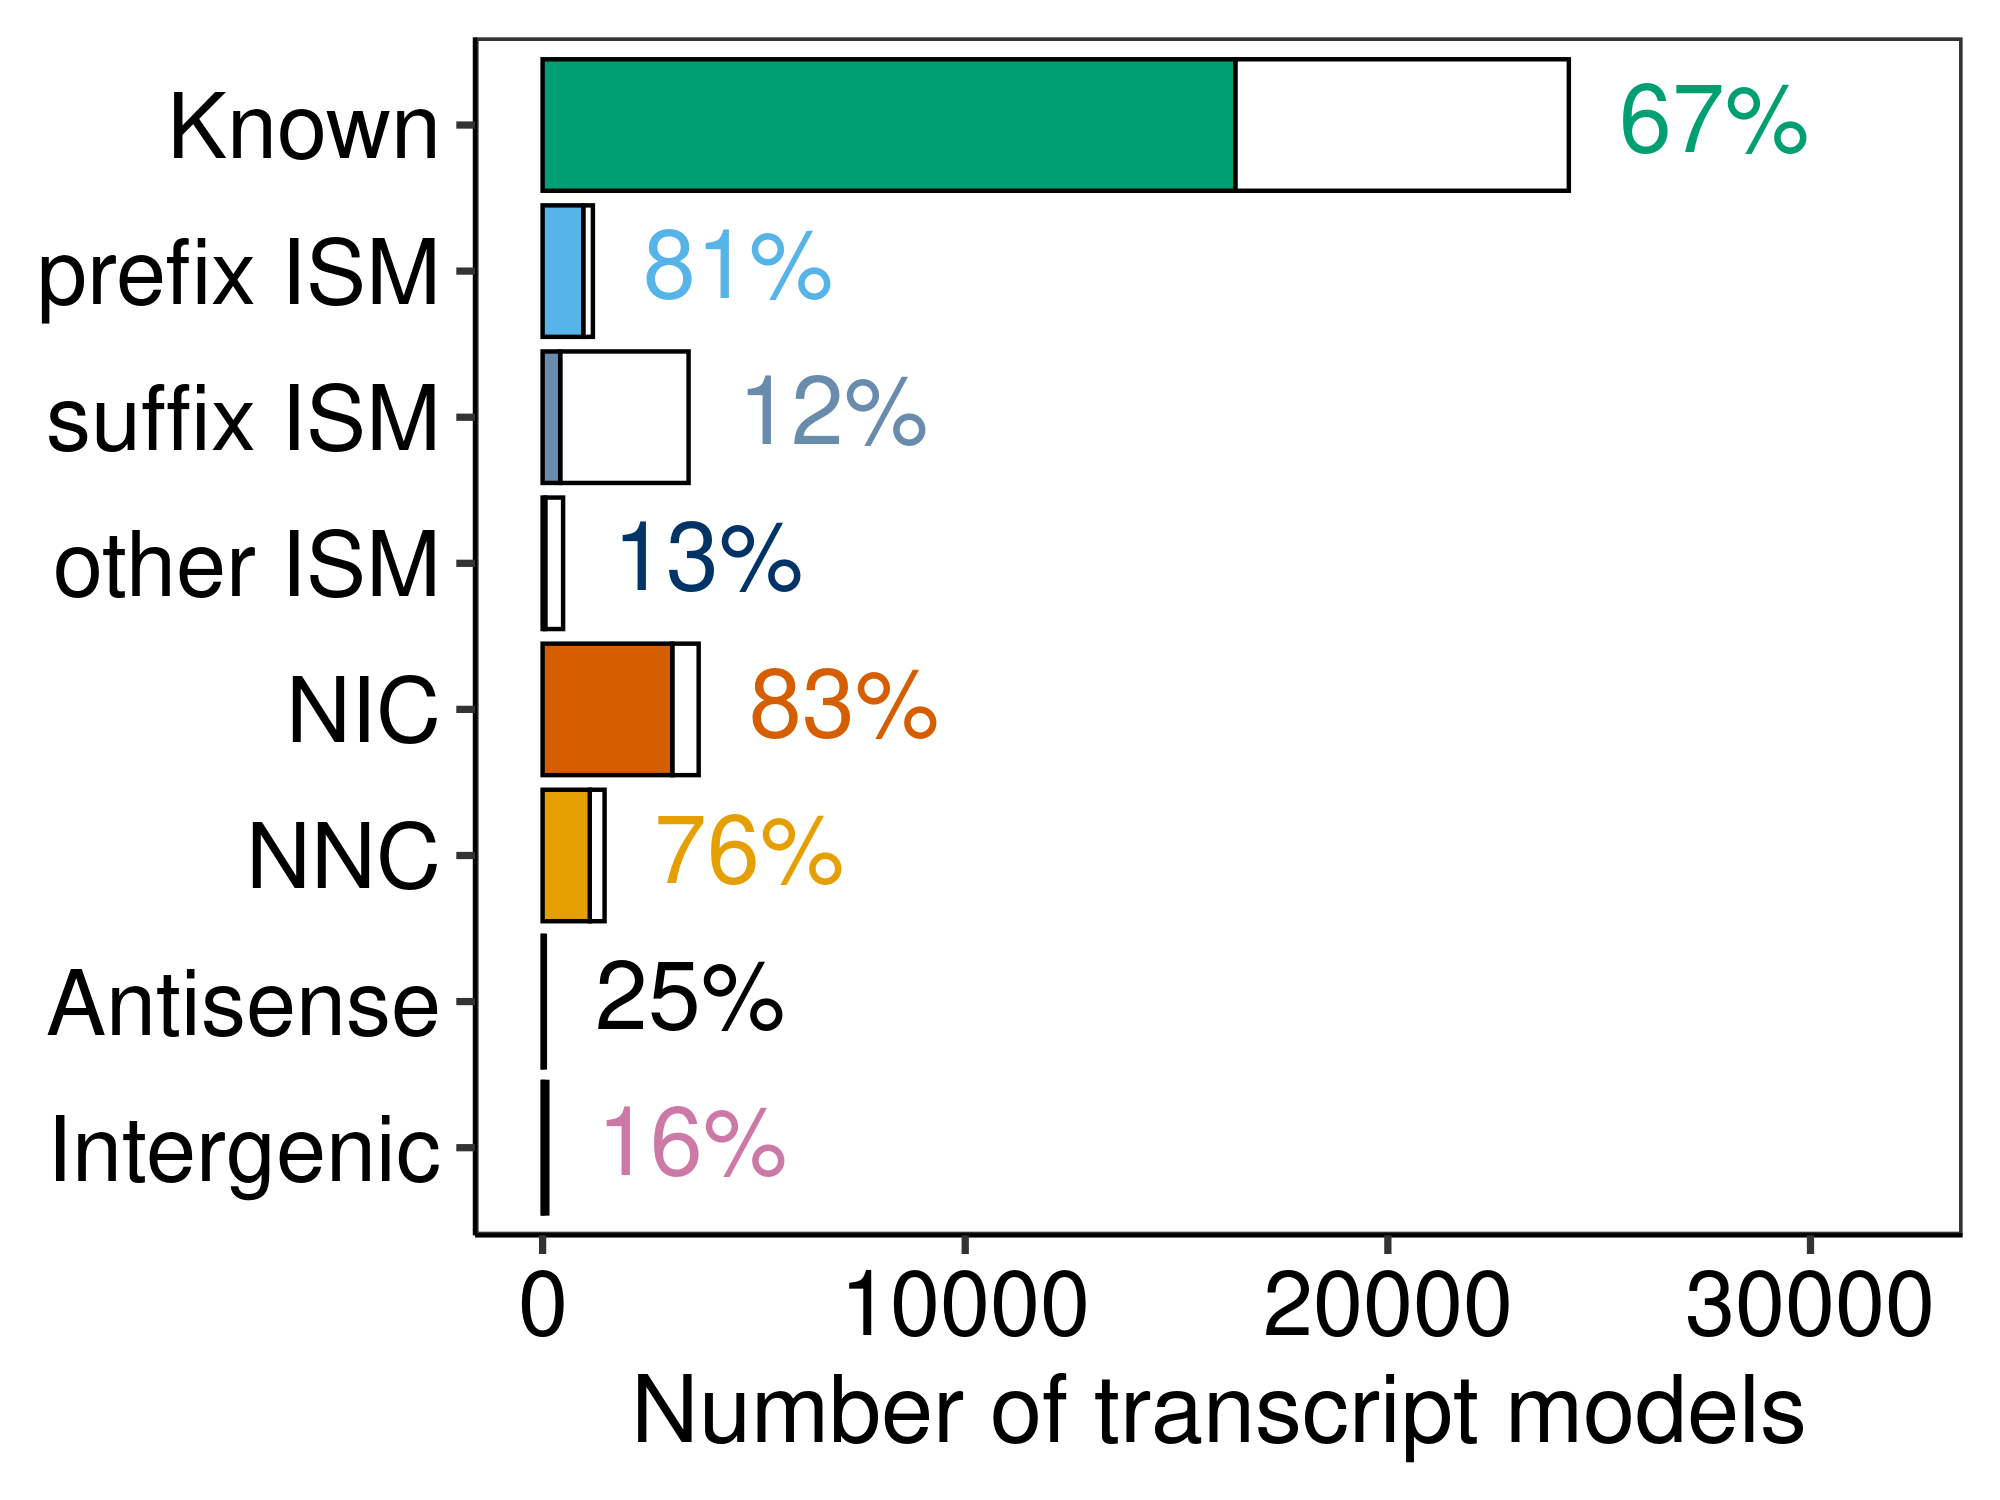 Known 67%
prefix ISM 81%
suffix ISM 12%
other ISM 13%
NIC 83%
NNC 76%
Antisense 25%
Intergenic 16%
0 10000 20000 30000
Number of transcript models